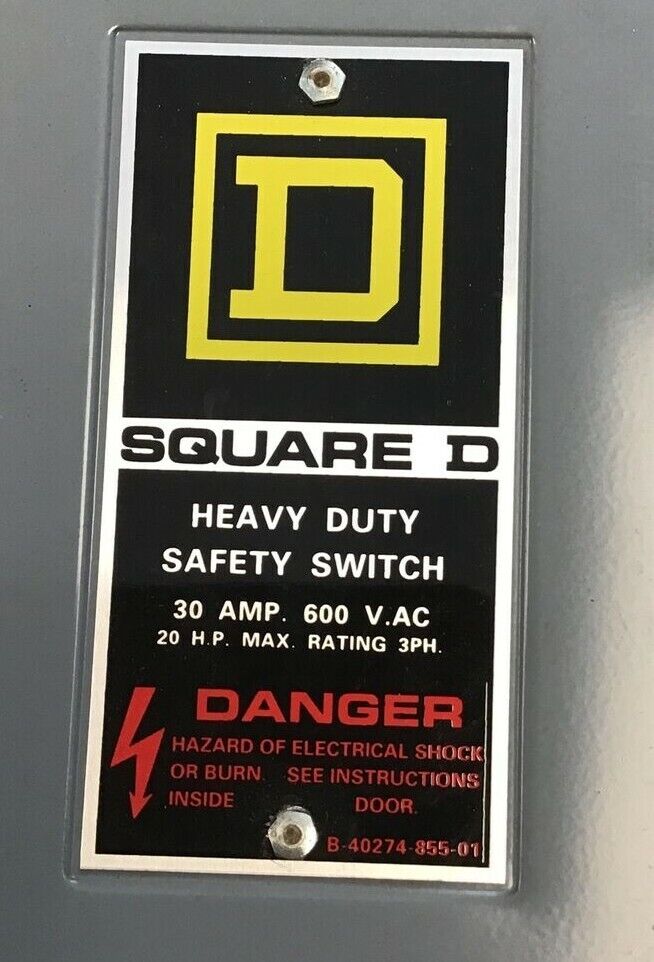 D
SQUARE D
HEAVY DUTY
SAFETY SWITCH
30 AMP. 600 V.AC
20 H.P. MAX. RATING 3PH.
DANGER
HAZARD OF ELECTRICAL SHOCK
OR BURN. SEE INSTRUCTIONS
INSIDE DOOR.
B-40274-855-01